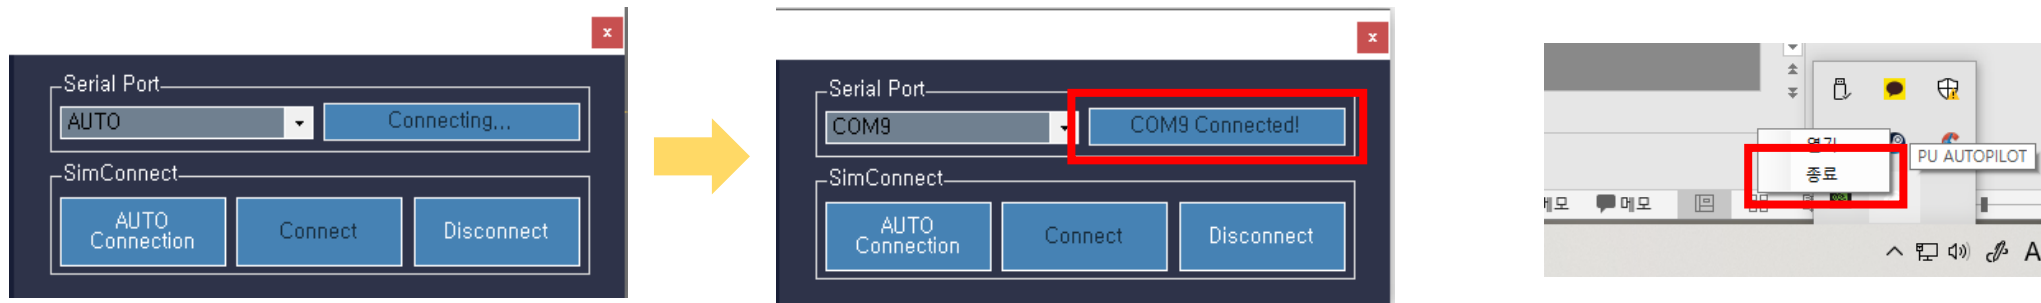 x
Serial Port
AUTO
Connecting...
SimConnect
AUTO
Connection
Connect
Disconnect
x
Serial Port
COM9
COM9 Connected!
SimConnect
AUTO
Connection
Connect
Disconnect
PU AUTOPILOT
종료
메모
A